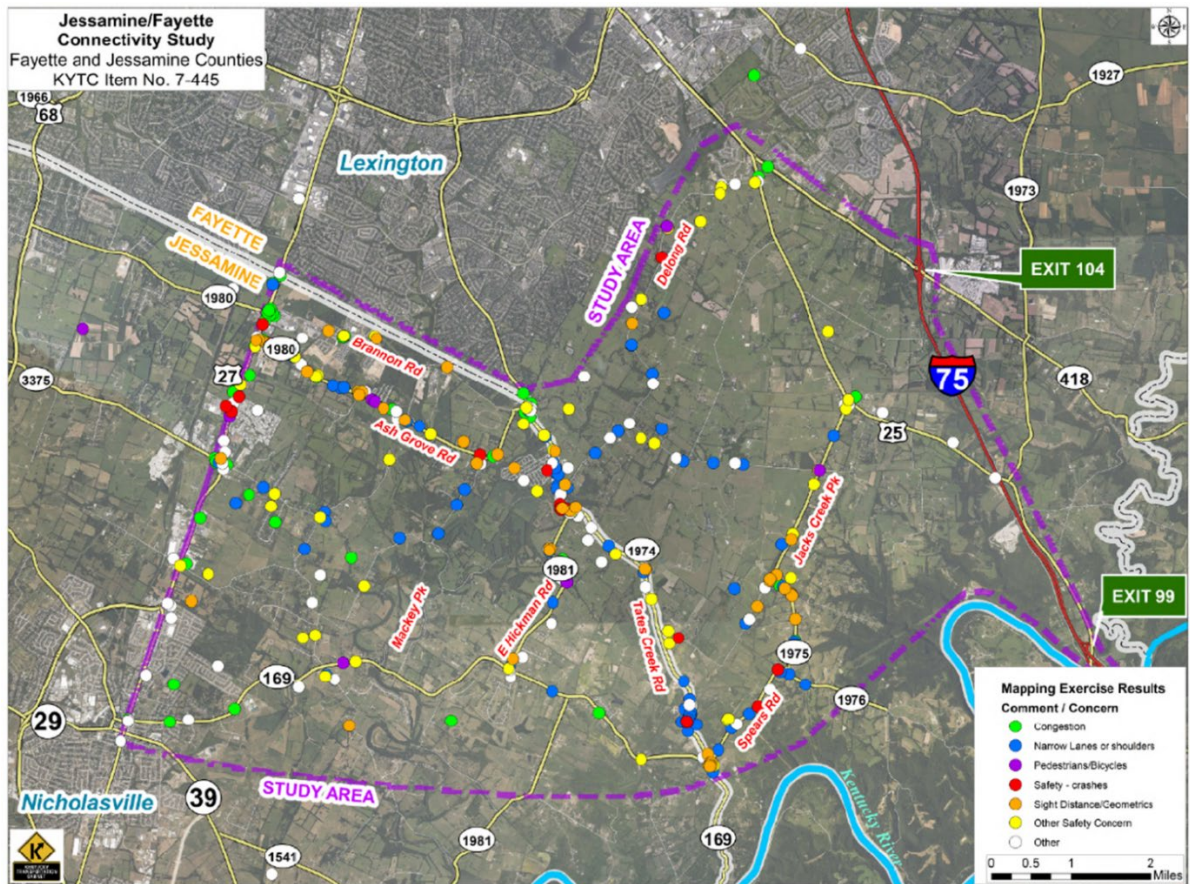 Jessamine/Fayette
Connectivity Study
Fayette and Jessamine Counties
KYTC Item No. 7-445
1966
68
1927
Lexington
1973
FAYETTE
JESSAMINE
STUDY AREA
Delong Rd
EXIT 104
1980
1980
Brannon Rd
27
75
418
3375
Ash Grove Rd
25
Jacks Creek Pk
1974
1981
Mackey Pk
E Hickman Rd
Tates Creek Rd
EXIT 99
1975
169
1976
Spears Rd
29
Nicholasville
39
STUDY AREA
Kentucky River
169
1981
1541
KENTUCKY
TRANSPORTATION
CABINET
Mapping Exercise Results
Comment / Concern
Congestion
Narrow Lanes or shoulders
Pedestrians/Bicycles
Safety - crashes
Sight Distance/Geometrics
Other Safety Concern
Other
0 0.5 1 2
Miles